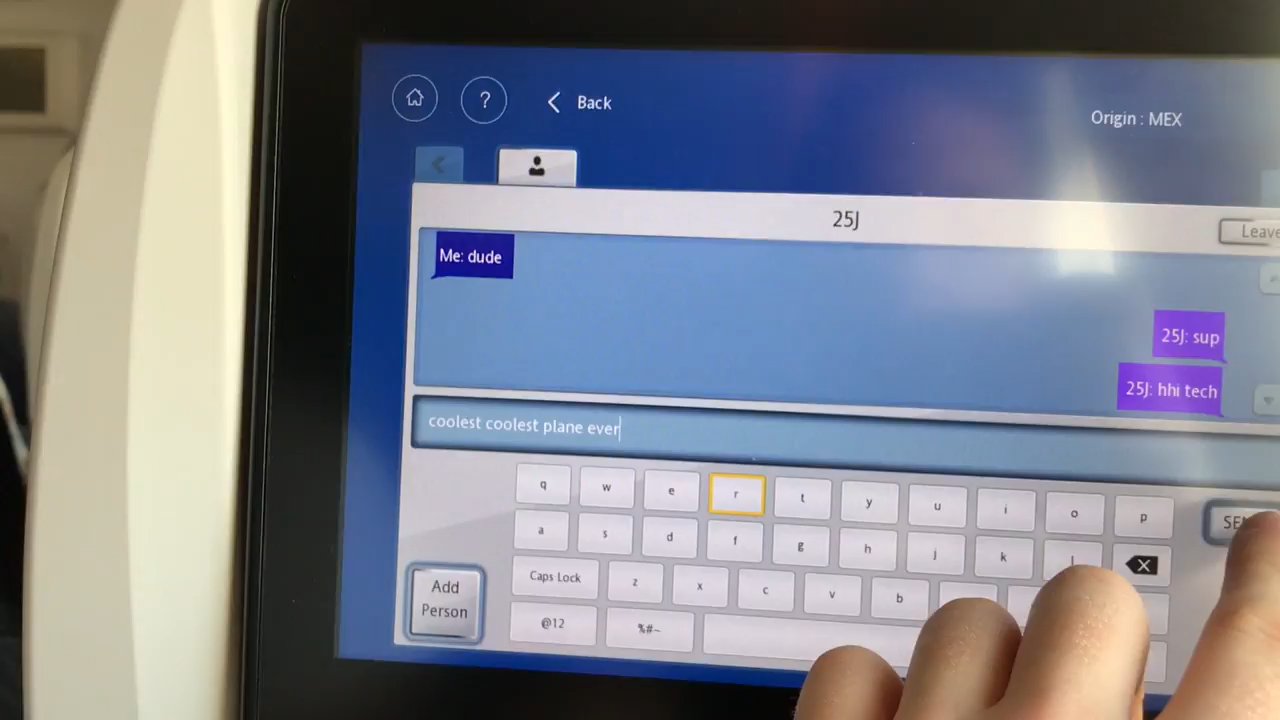 ?
Back
Origin : MEX
25J
Leave
Me: dude
25J: sup
25J: hhi tech
coolest coolest plane ever
q w e r t y u i o p
a s d f g h j k l
Caps Lock z x c v b
Add
Person
@12 %#~